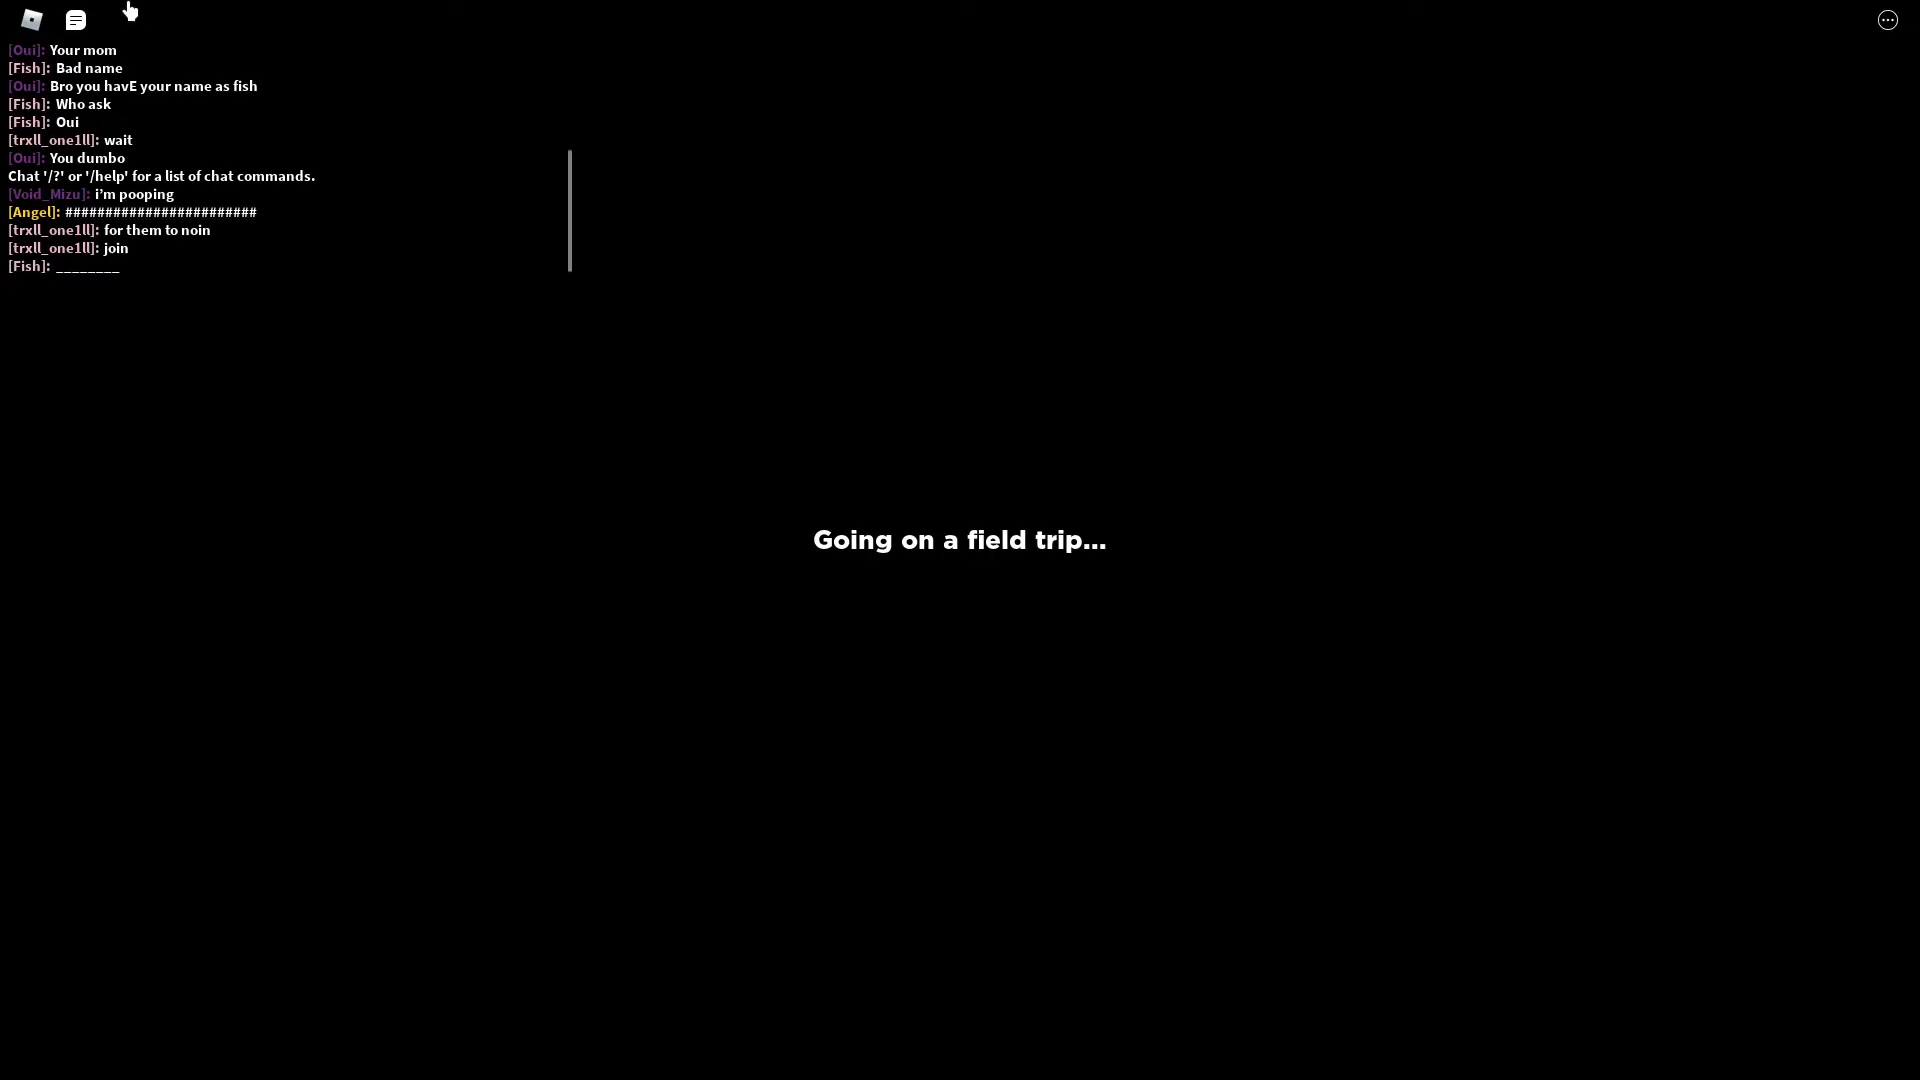 [Oui]: Your mom
[Fish]: Bad name
[Oui]: Bro you havE your name as fish
[Fish]: Who ask
[Fish]: Oui
[trxll_one1ll]: wait
[Oui]: You dumbo
Chat '/?' or '/help' for a list of chat commands.
[Void_Mizu]: i'm pooping
[Angel]: ########################
[trxll_one1ll]: for them to noin
[trxll_one1ll]: join
[Fish]: ________
Going on a field trip...